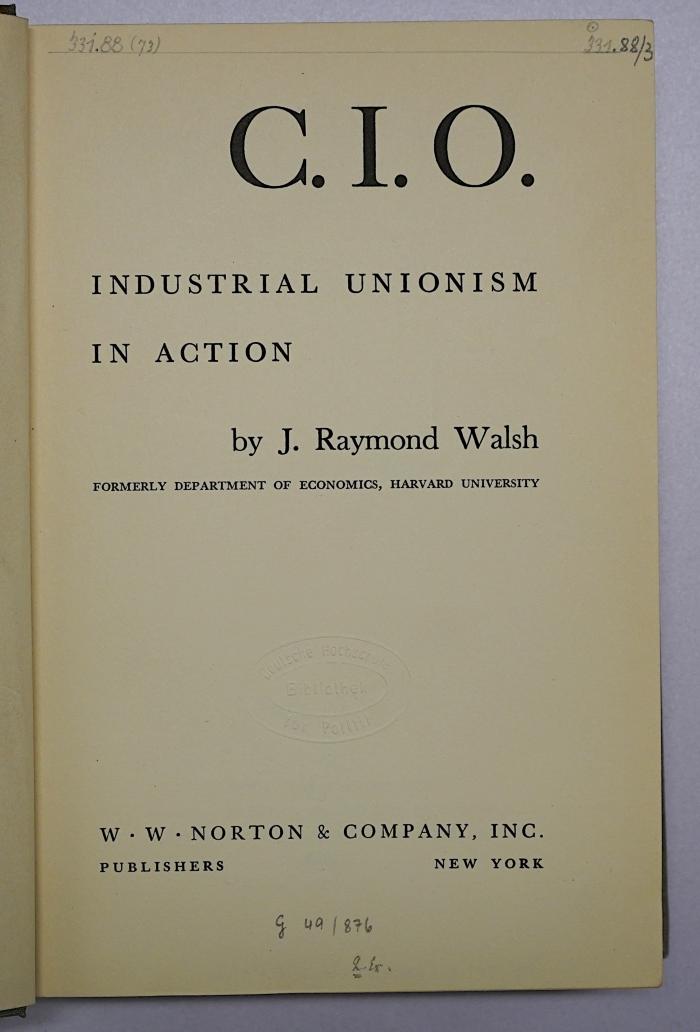 331.88 (73)
331.88/3
C. I. O.
INDUSTRIAL UNIONISM
IN ACTION
by J. Raymond Walsh
FORMERLY DEPARTMENT OF ECONOMICS, HARVARD UNIVERSITY
Deutsche Hochschule
Bibliothek
für Politik
W · W · NORTON & COMPANY, INC.
PUBLISHERS NEW YORK
G 49 / 876